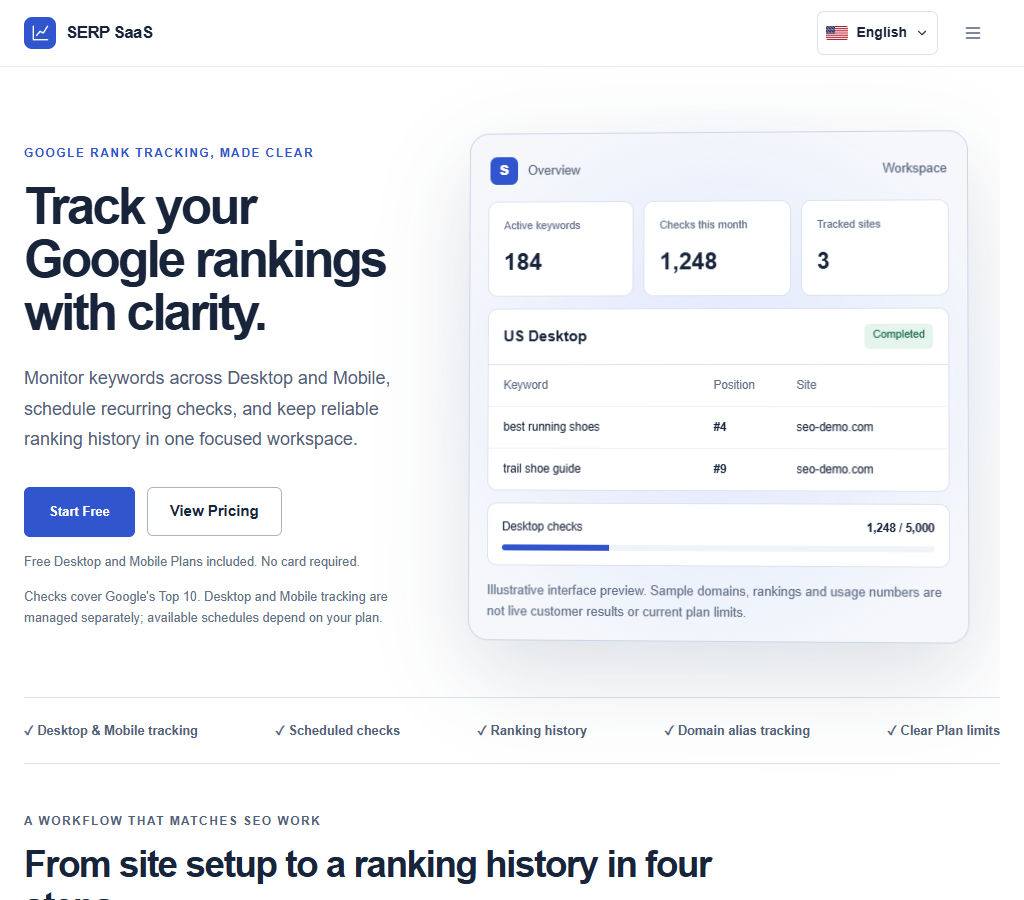 SERP SaaS
English
GOOGLE RANK TRACKING, MADE CLEAR
Track your
Google rankings
with clarity.
Monitor keywords across Desktop and Mobile,
schedule recurring checks, and keep reliable
ranking history in one focused workspace.
Start Free
View Pricing
Free Desktop and Mobile Plans included. No card required.
Checks cover Google's Top 10. Desktop and Mobile tracking are
managed separately; available schedules depend on your plan.
S Overview Workspace
Active keywords Checks this month Tracked sites
184 1,248 3
US Desktop Completed
Keyword Position Site
best running shoes #4 seo-demo.com
trail shoe guide #9 seo-demo.com
Desktop checks 1,248 / 5,000
Illustrative interface preview. Sample domains, rankings and usage numbers are
not live customer results or current plan limits.
✓ Desktop & Mobile tracking ✓ Scheduled checks ✓ Ranking history ✓ Domain alias tracking ✓ Clear Plan limits
A WORKFLOW THAT MATCHES SEO WORK
From site setup to a ranking history in four